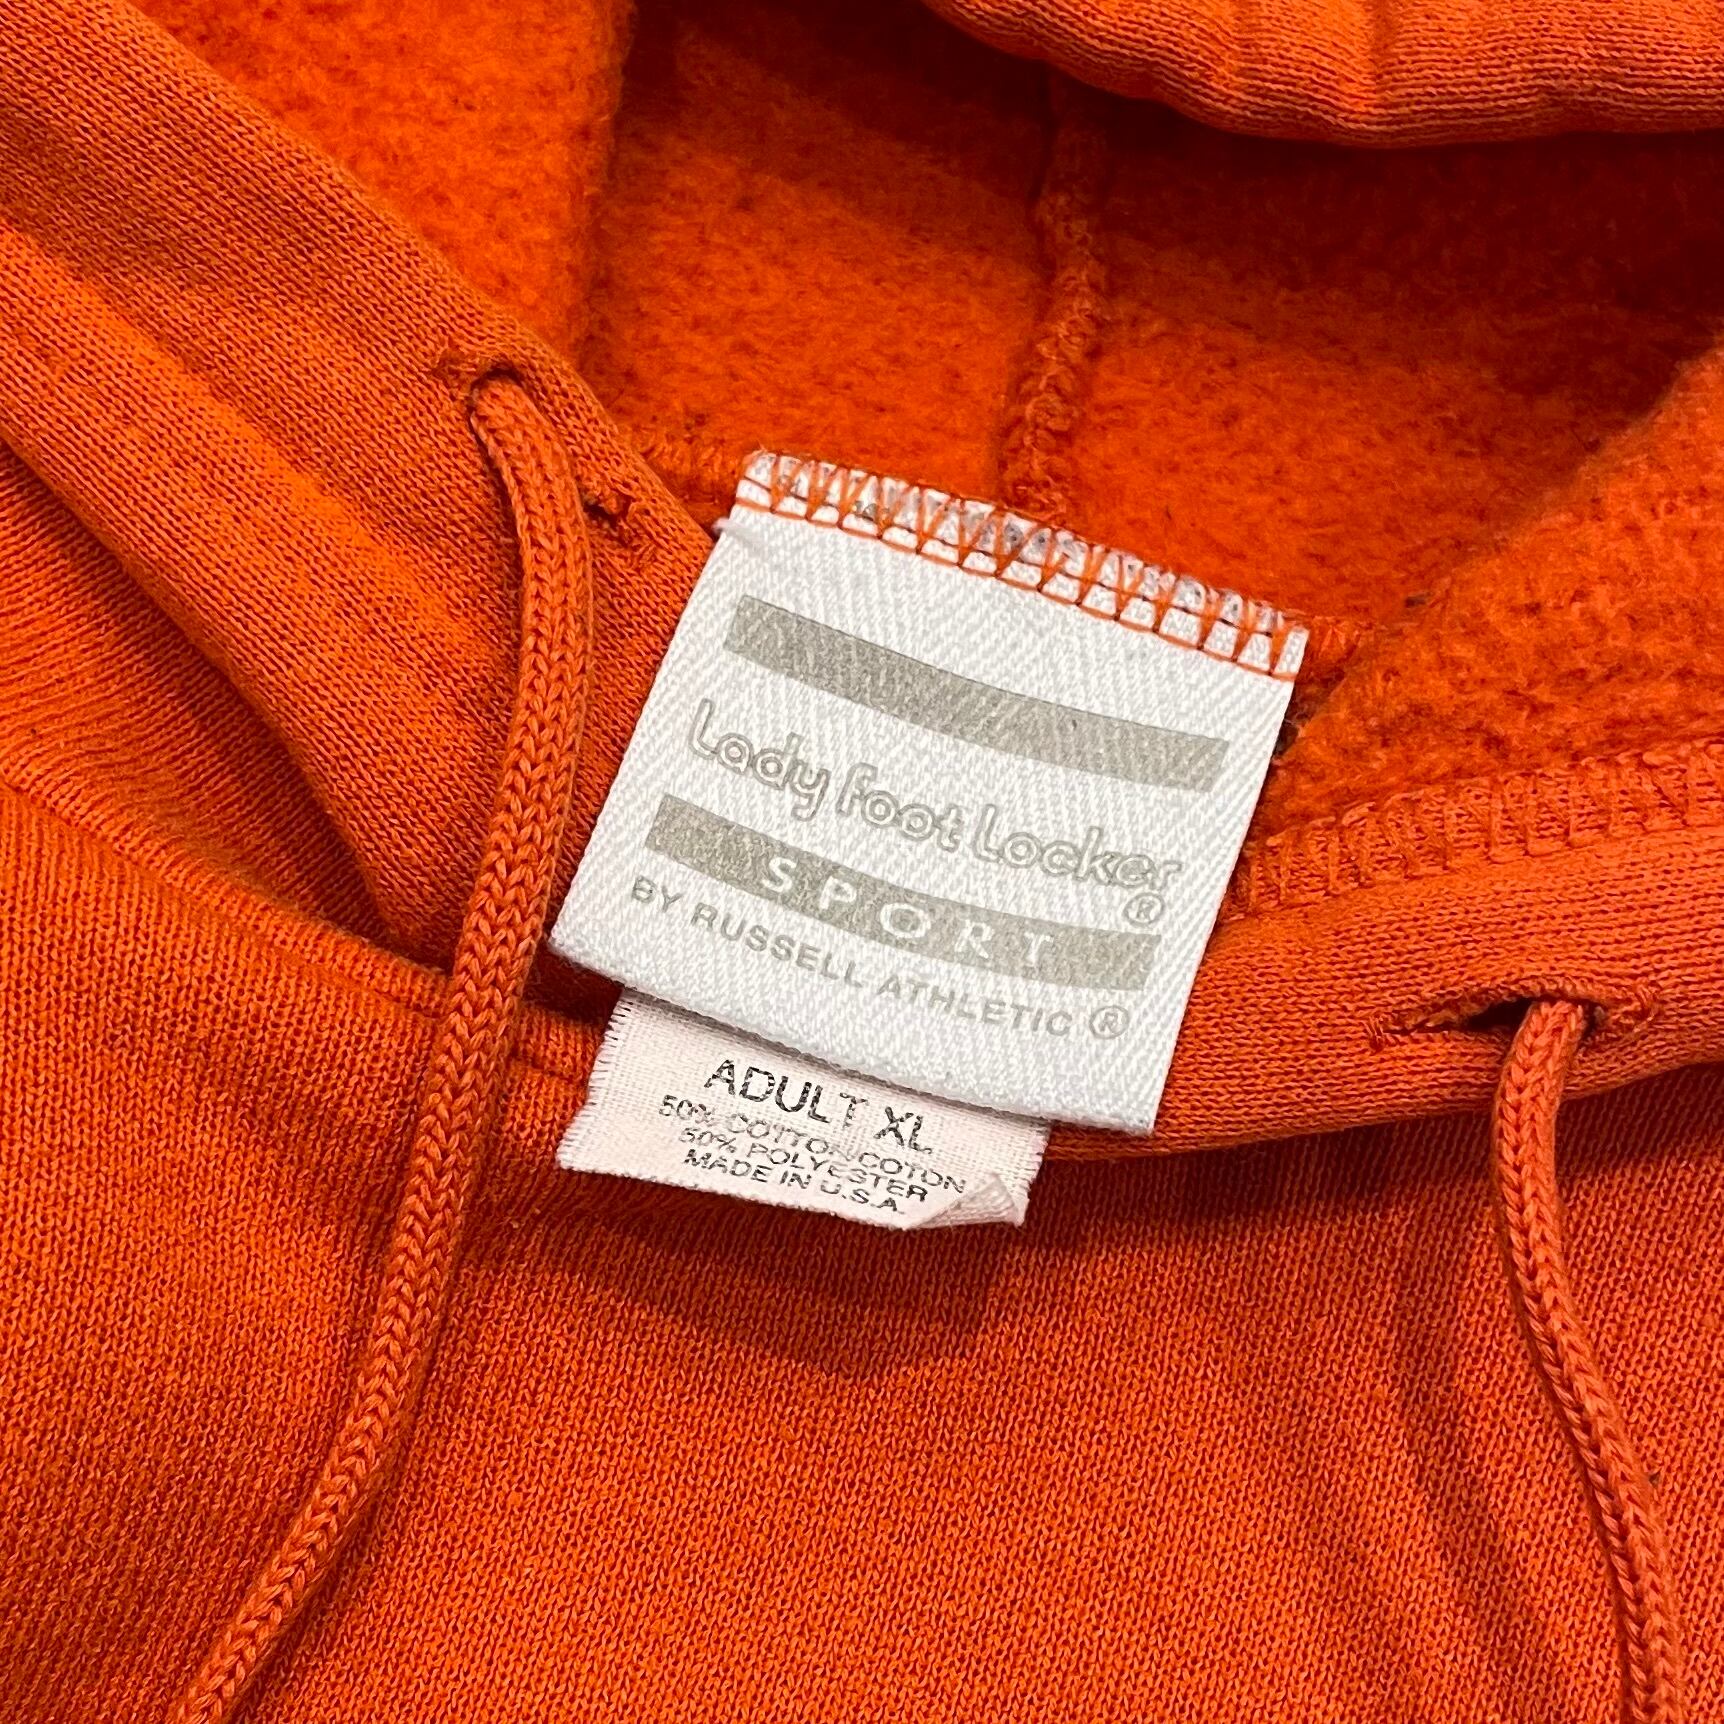 Lady Foot Locker®
SPORT
BY RUSSELL ATHLETIC ®
ADULT XL
50% COTTON/COTON
50% POLYESTER
MADE IN U.S.A.